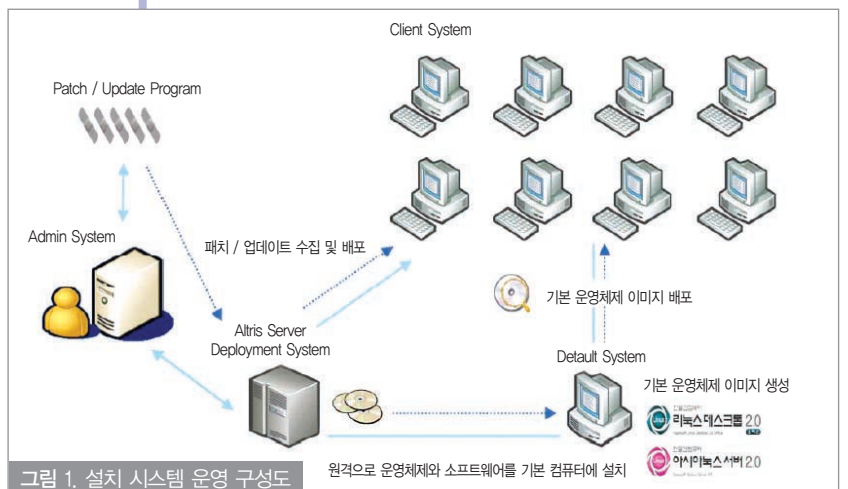 Client System
Patch / Update Program
Admin System
패치 / 업데이트 수집 및 배포
기본 운영체제 이미지 배포
Altris Server
Deployment System
Detault System
기본 운영체제 이미지 생성
리눅스 데스크톱 2.0
아시아눅스 서버 2.0
원격으로 운영체제와 소프트웨어를 기본 컴퓨터에 설치
그림 1. 설치 시스템 운영 구성도